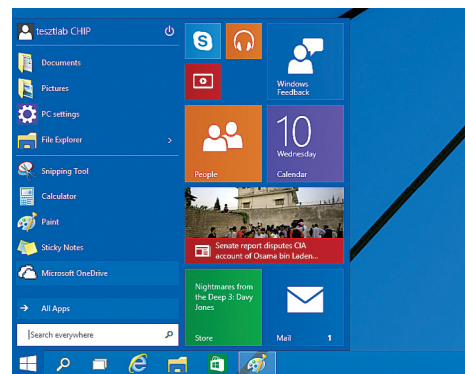 tesztlab CHIP
Documents
Pictures
PC settings
File Explorer
Snipping Tool
Calculator
Paint
Sticky Notes
Microsoft OneDrive
All Apps
Search everywhere
Windows
Feedback
People
10
Wednesday
Calendar
Senate report disputes CIA
account of Osama bin Laden...
Nightmares from
the Deep 3: Davy
Jones
Store
Mail
1